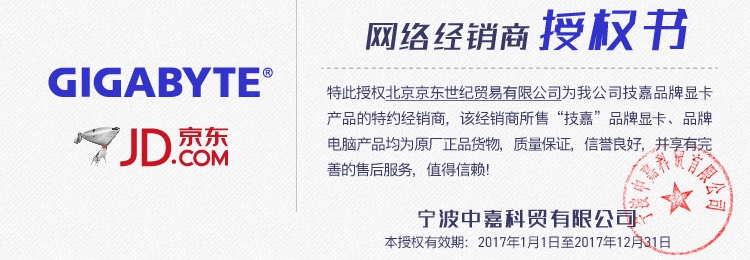 GIGABYTE®
京东
JD.COM
网络经销商 授权书
特此授权北京京东世纪贸易有限公司为我公司技嘉品牌显卡
产品的特约经销商，该经销商所售“技嘉”品牌显卡、品牌
电脑产品均为原厂正品货物，质量保证，信誉良好，并享有完
善的售后服务，值得信赖！
宁波中嘉科贸有限公司
本授权有效期：2017年1月1日至2017年12月31日
宁波中嘉科贸有限公司